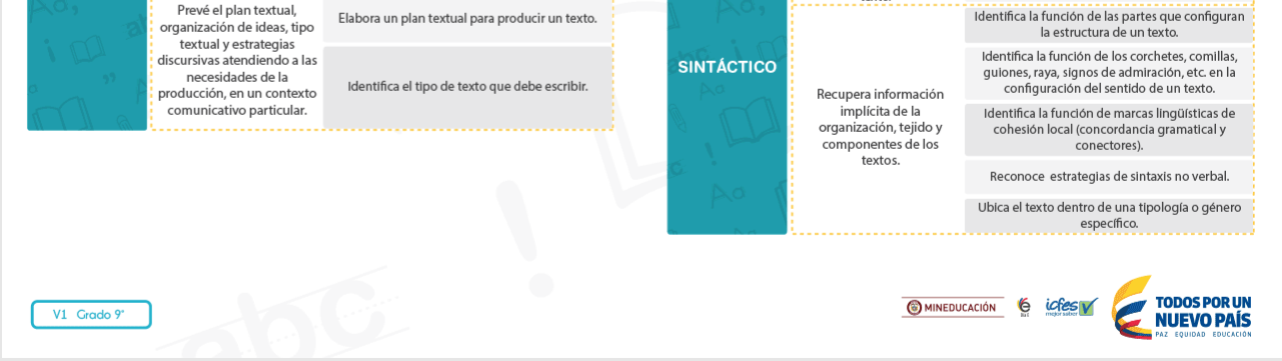 Prevé el plan textual,
organización de ideas, tipo
textual y estrategias
discursivas atendiendo a las
necesidades de la
producción, en un contexto
comunicativo particular.
Elabora un plan textual para producir un texto.
Identifica el tipo de texto que debe escribir.
SINTÁCTICO
Recupera información
implícita de la
organización, tejido y
componentes de los
textos.
Identifica la función de las partes que configuran
la estructura de un texto.
Identifica la función de los corchetes, comillas,
guiones, raya, signos de admiración, etc. en la
configuración del sentido de un texto.
Identifica la función de marcas lingüísticas de
cohesión local (concordancia gramatical y
conectores).
Reconoce estrategias de sintaxis no verbal.
Ubica el texto dentro de una tipología o género
específico.
abc
V1 Grado 9°
MINEDUCACIÓN
icfes
mejor saber
TODOS POR UN
NUEVO PAÍS
PAZ EQUIDAD EDUCACIÓN